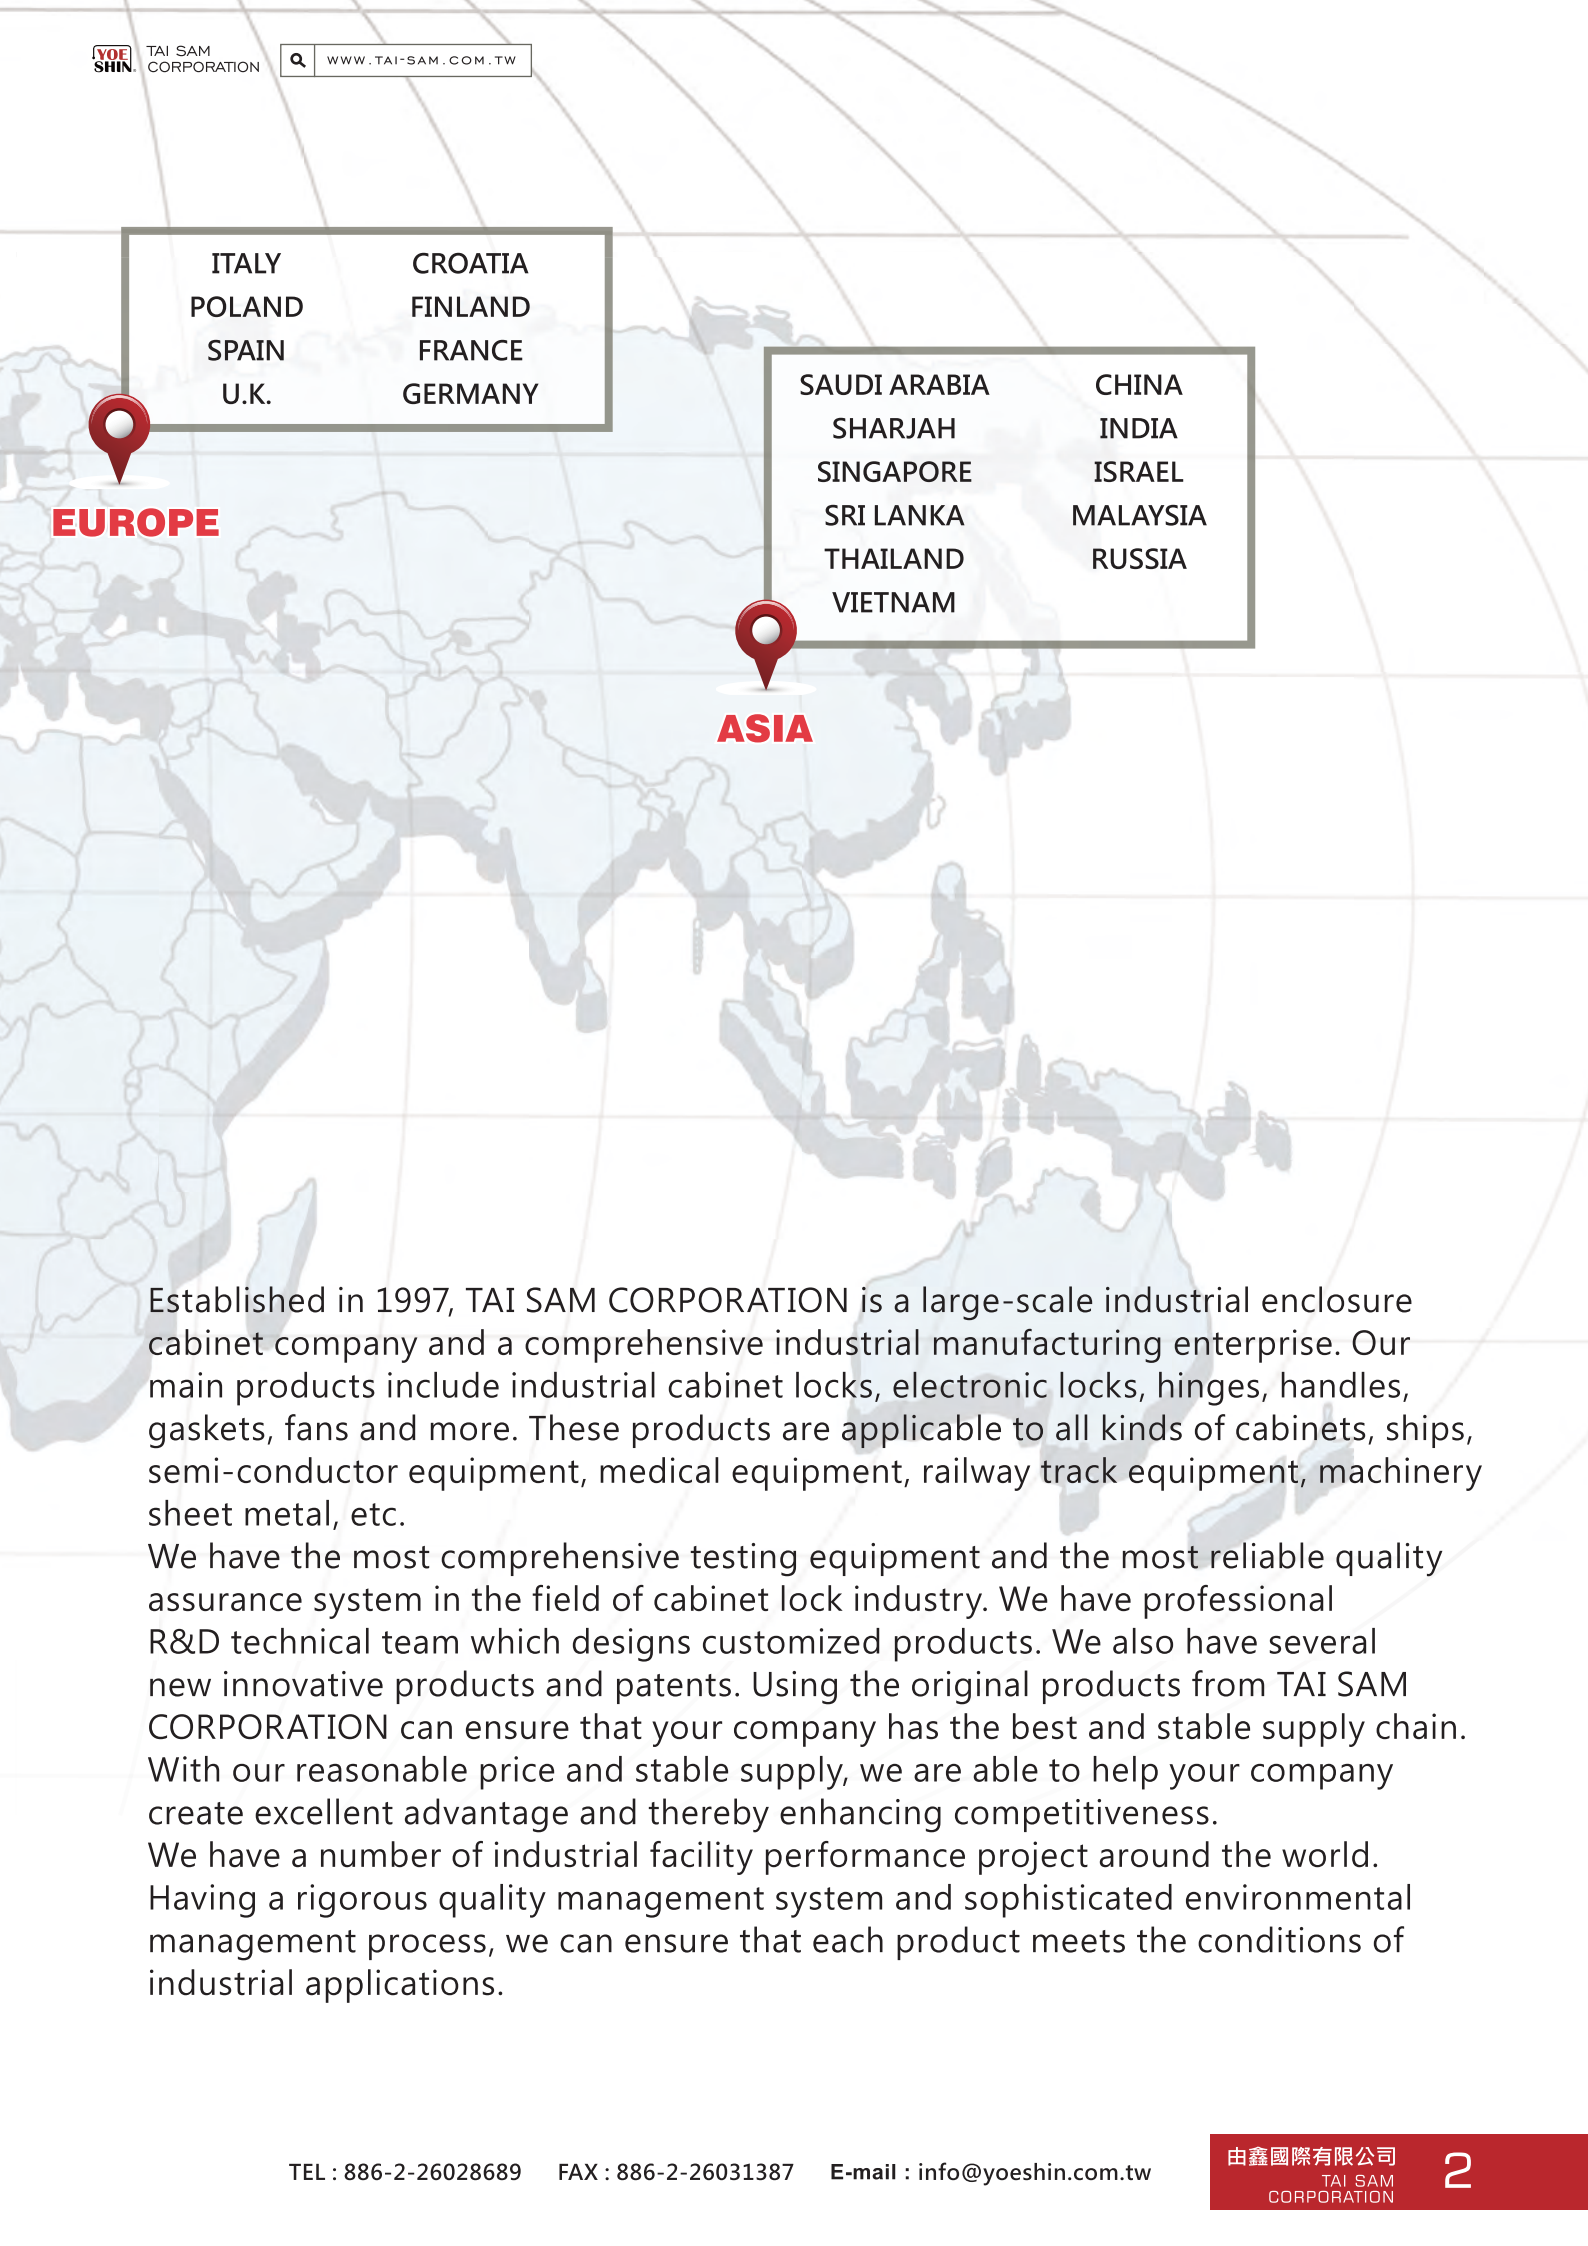 YOE
SHIN
TAI SAM
CORPORATION
WWW.TAI-SAM.COM.TW
ITALY
POLAND
SPAIN
U.K.
CROATIA
FINLAND
FRANCE
GERMANY
EUROPE
SAUDI ARABIA
SHARJAH
SINGAPORE
SRI LANKA
THAILAND
VIETNAM
CHINA
INDIA
ISRAEL
MALAYSIA
RUSSIA
ASIA
Established in 1997, TAI SAM CORPORATION is a large-scale industrial enclosure
cabinet company and a comprehensive industrial manufacturing enterprise. Our
main products include industrial cabinet locks, electronic locks, hinges, handles,
gaskets, fans and more. These products are applicable to all kinds of cabinets, ships,
semi-conductor equipment, medical equipment, railway track equipment, machinery
sheet metal, etc.
We have the most comprehensive testing equipment and the most reliable quality
assurance system in the field of cabinet lock industry. We have professional
R&D technical team which designs customized products. We also have several
new innovative products and patents. Using the original products from TAI SAM
CORPORATION can ensure that your company has the best and stable supply chain.
With our reasonable price and stable supply, we are able to help your company
create excellent advantage and thereby enhancing competitiveness.
We have a number of industrial facility performance project around the world.
Having a rigorous quality management system and sophisticated environmental
management process, we can ensure that each product meets the conditions of
industrial applications.
TEL : 886-2-26028689 FAX : 886-2-26031387 E-mail : info@yoeshin.com.tw
由鑫國際有限公司
TAI SAM
CORPORATION
2